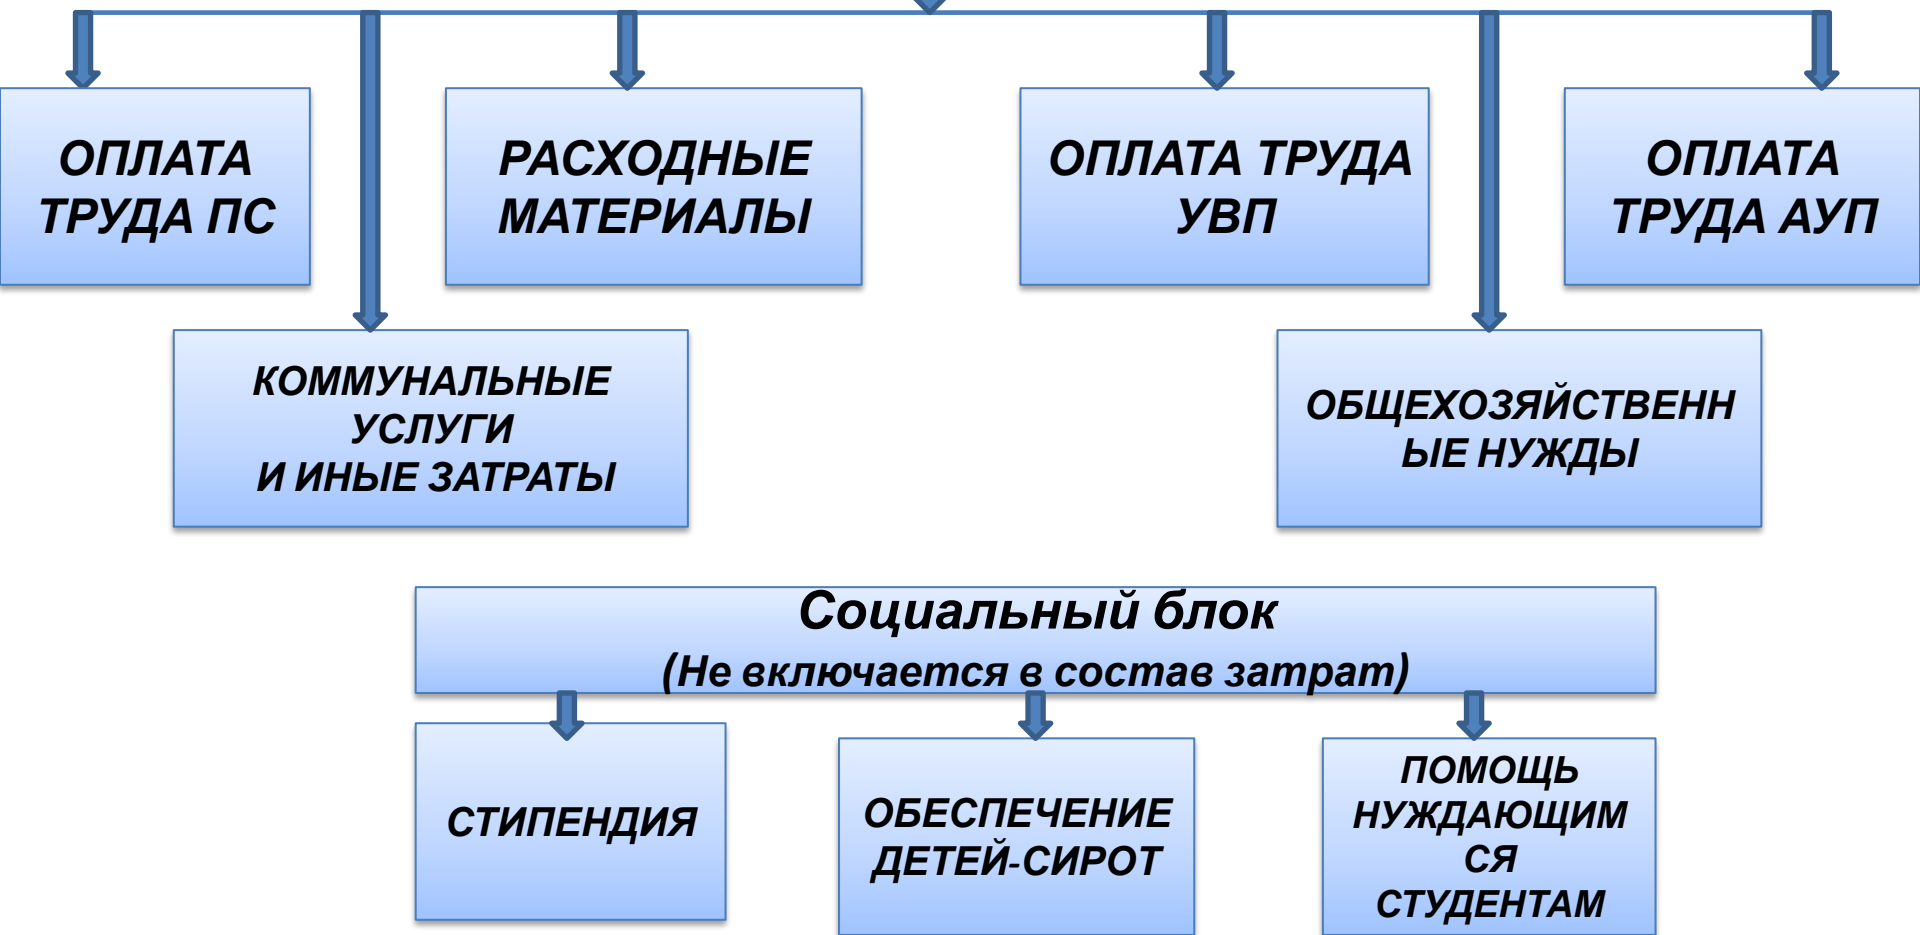 ОПЛАТА
ТРУДА ПС
РАСХОДНЫЕ
МАТЕРИАЛЫ
ОПЛАТА ТРУДА
УВП
ОПЛАТА
ТРУДА АУП
КОММУНАЛЬНЫЕ
УСЛУГИ
И ИНЫЕ ЗАТРАТЫ
ОБЩЕХОЗЯЙСТВЕНН
ЫЕ НУЖДЫ
Социальный блок
(Не включается в состав затрат)
СТИПЕНДИЯ
ОБЕСПЕЧЕНИЕ
ДЕТЕЙ-СИРОТ
ПОМОЩЬ
НУЖДАЮЩИМ
СЯ
СТУДЕНТАМ